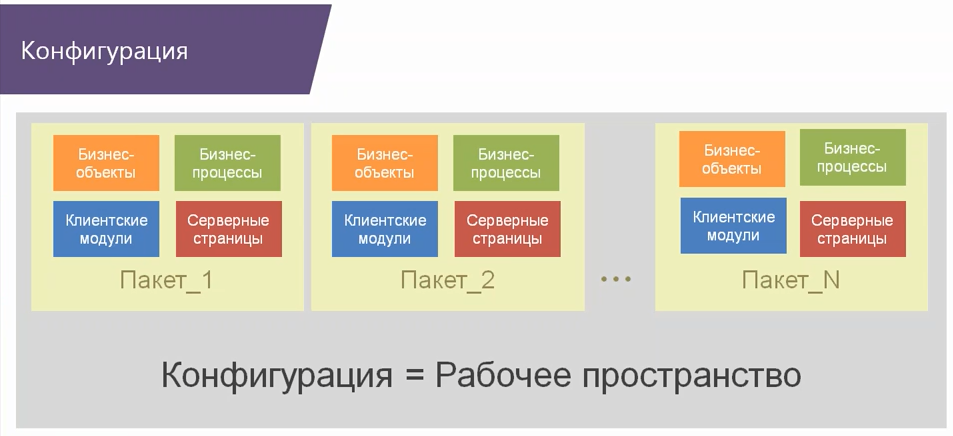 Конфигурация
Бизнес-
объекты
Бизнес-
процессы
Клиентские
модули
Серверные
страницы
Пакет_1
Бизнес-
объекты
Бизнес-
процессы
Клиентские
модули
Серверные
страницы
Пакет_2
...
Бизнес-
объекты
Бизнес-
процессы
Клиентские
модули
Серверные
страницы
Пакет_N
Конфигурация = Рабочее пространство